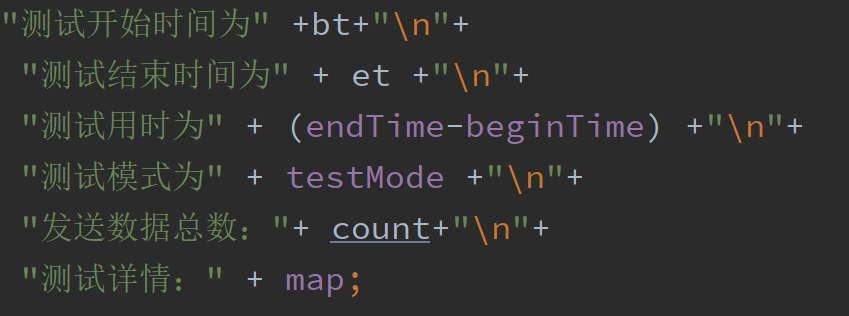 "测试开始时间为" +bt+"\n"+
"测试结束时间为" + et +"\n"+
"测试用时为" + (endTime-beginTime) +"\n"+
"测试模式为" + testMode +"\n"+
"发送数据总数："+ count+"\n"+
"测试详情：" + map;